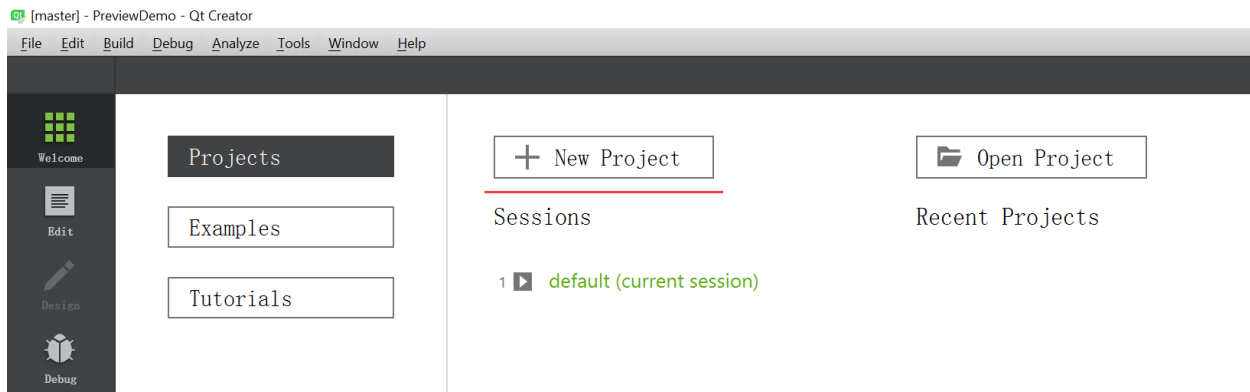 [master] - PreviewDemo - Qt Creator
File Edit Build Debug Analyze Tools Window Help
Welcome
Edit
Design
Debug
Projects
Examples
Tutorials
New Project
Sessions
1 default (current session)
Open Project
Recent Projects